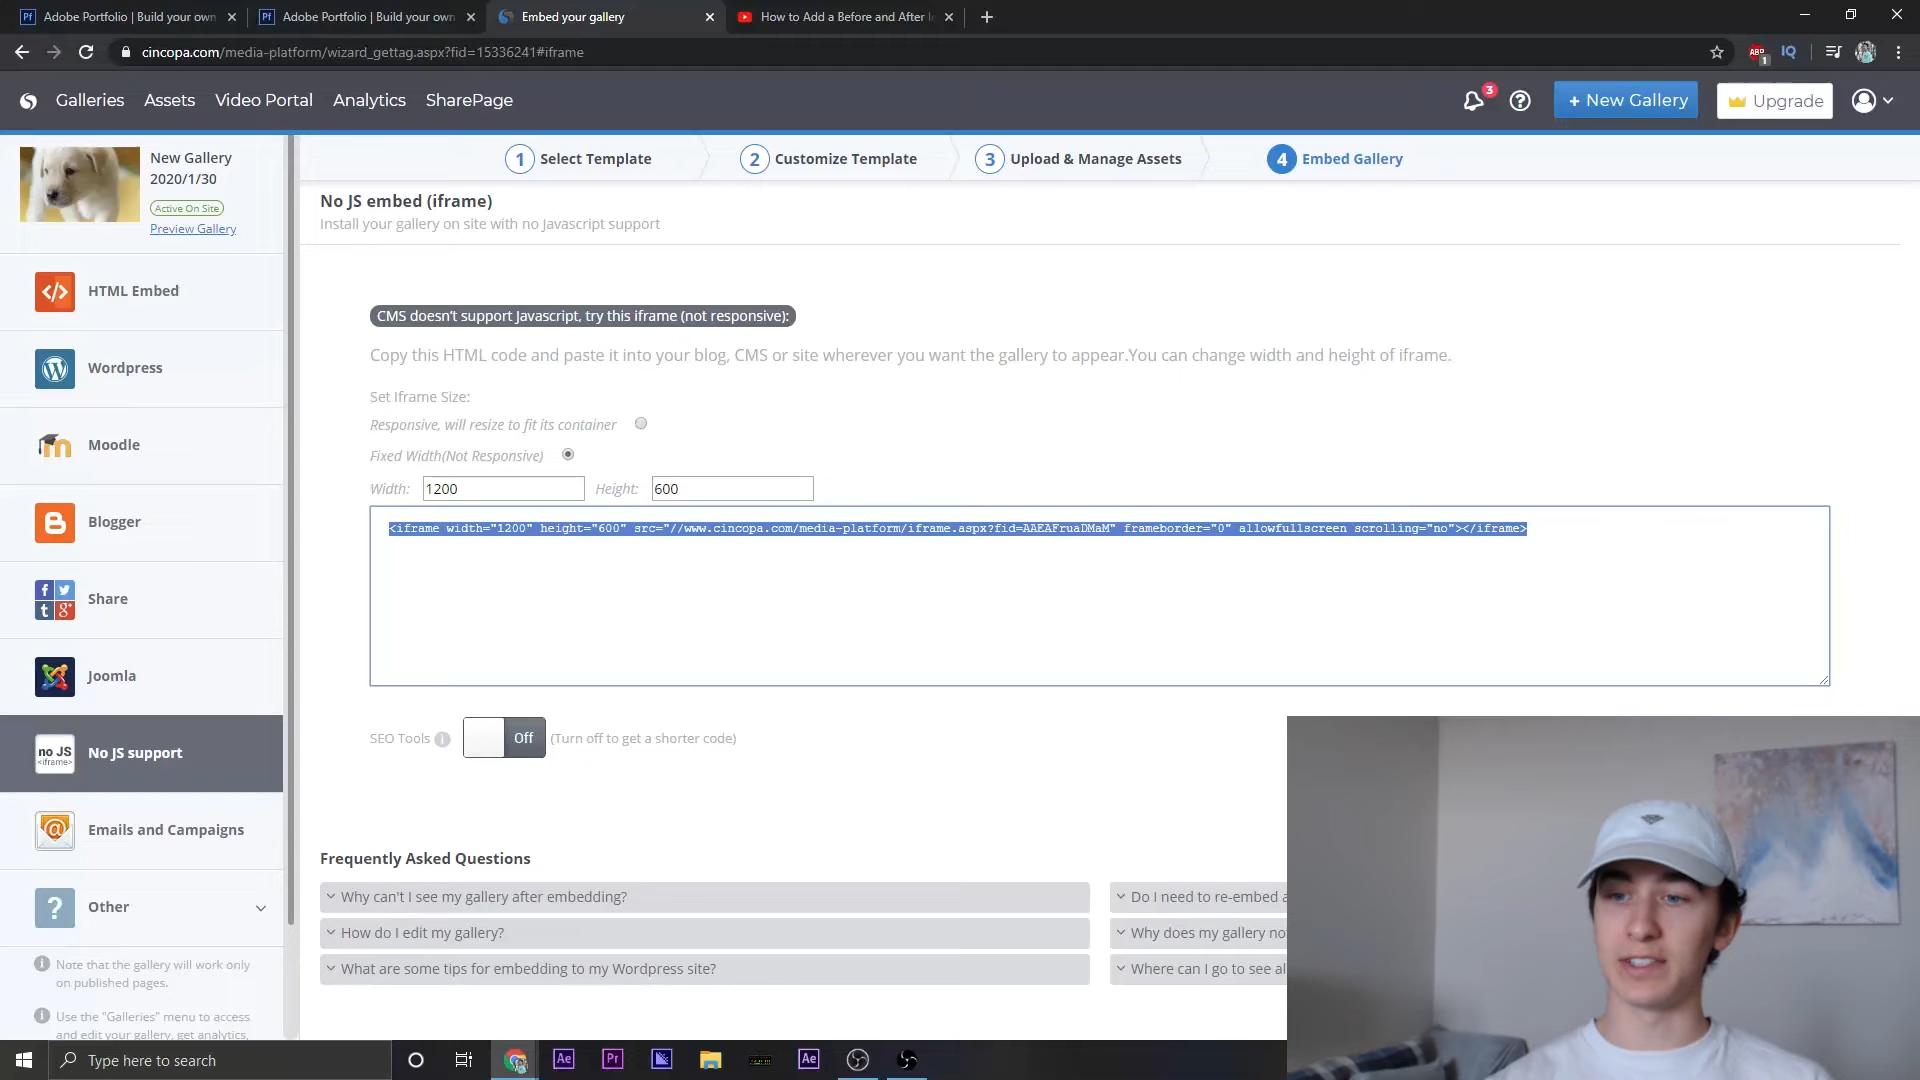 Adobe Portfolio | Build your own
Adobe Portfolio | Build your own
Embed your gallery
How to Add a Before and After I
cincopa.com/media-platform/wizard_gettag.aspx?fid=15336241#iframe
ABP 1
IQ
Galleries
Assets
Video Portal
Analytics
SharePage
3
+ New Gallery
Upgrade
New Gallery
2020/1/30
Active On Site
Preview Gallery
1 Select Template
2 Customize Template
3 Upload & Manage Assets
4 Embed Gallery
No JS embed (iframe)
Install your gallery on site with no Javascript support
CMS doesn't support Javascript, try this iframe (not responsive):
Copy this HTML code and paste it into your blog, CMS or site wherever you want the gallery to appear.You can change width and height of iframe.
Set Iframe Size:
Responsive, will resize to fit its container
Fixed Width(Not Responsive)
Width: 1200 Height: 600
<iframe width="1200" height="600" src="//www.cincopa.com/media-platform/iframe.aspx?fid=AAEAFruaDMaM" frameborder="0" allowfullscreen scrolling="no"></iframe>
SEO Tools i Off (Turn off to get a shorter code)
HTML Embed
Wordpress
Moodle
Blogger
Share
Joomla
no JS
<iframe>
No JS support
Emails and Campaigns
Other
Note that the gallery will work only
on published pages.
Use the "Galleries" menu to access
and edit your gallery, get analytics,
Frequently Asked Questions
Why can't I see my gallery after embedding?
How do I edit my gallery?
What are some tips for embedding to my Wordpress site?
Do I need to re-embed
Why does my gallery
Where can I go to see
Type here to search
Ae
Pr
Ae